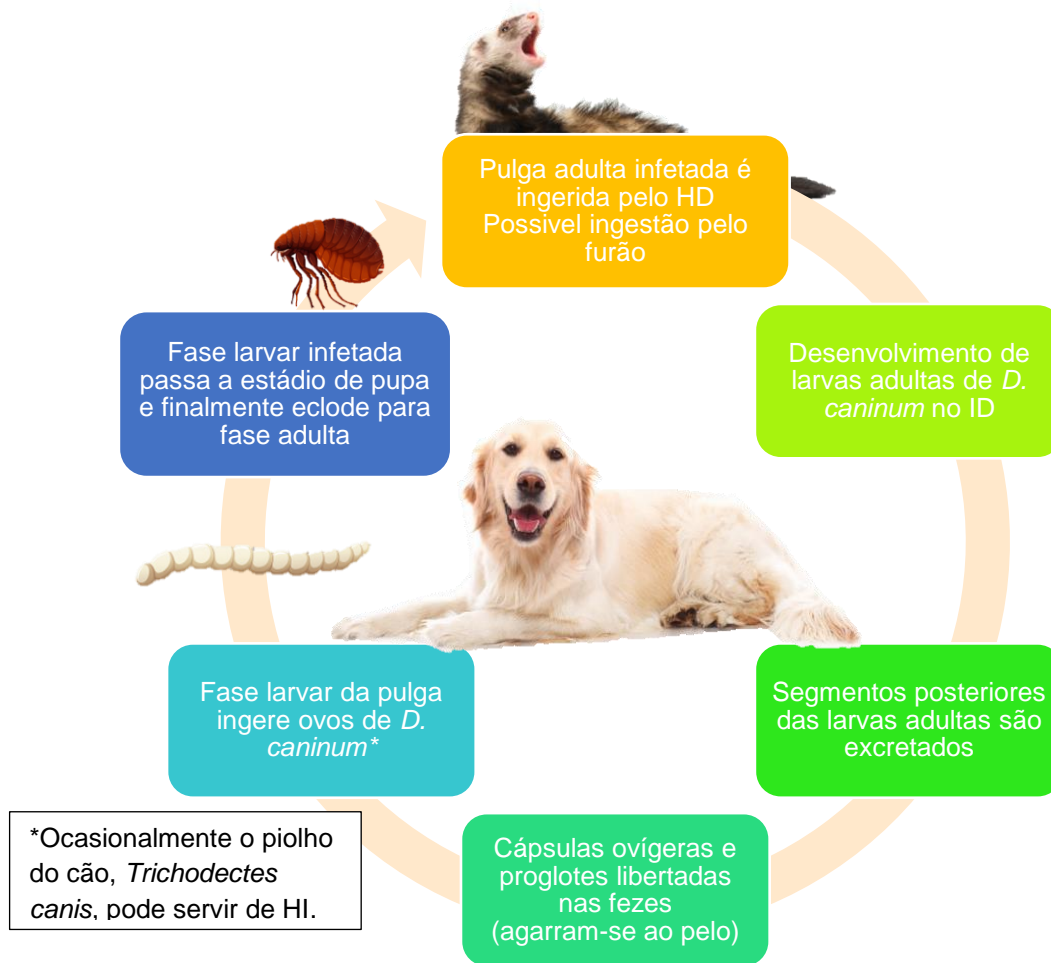 Pulga adulta infetada é
ingerida pelo HD
Possivel ingestão pelo
furão
Desenvolvimento de
larvas adultas de D.
caninum no ID
Segmentos posteriores
das larvas adultas são
excretados
Cápsulas ovígeras e
proglotes libertadas
nas fezes
(agarram-se ao pelo)
Fase larvar da pulga
ingere ovos de D.
caninum*
Fase larvar infetada
passa a estádio de pupa
e finalmente eclode para
fase adulta
*Ocasionalmente o piolho
do cão, Trichodectes
canis, pode servir de HI.